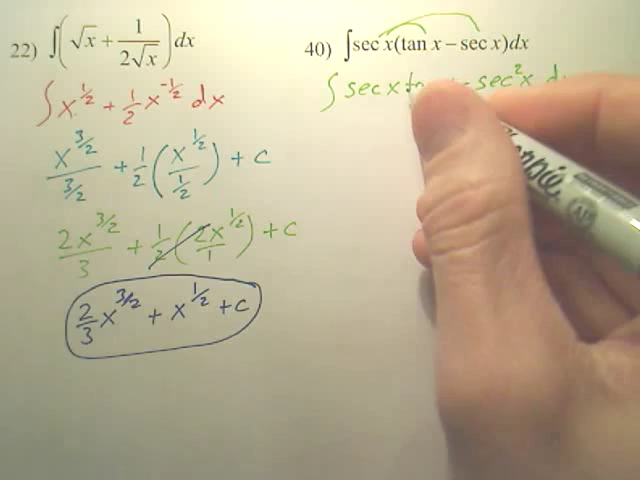 22) ∫(√x + 1/(2√x))dx
∫ x^½ + ½x^-½ dx
x^3/2 / 3/2 + ½(x^½ / ½) + c
2x^3/2 / 3 + ½(2x^½ / 1) + c
2/3 x^3/2 + x^½ + c
40) ∫sec x(tan x − sec x)dx
∫ sec x - sec²x
Sharpie